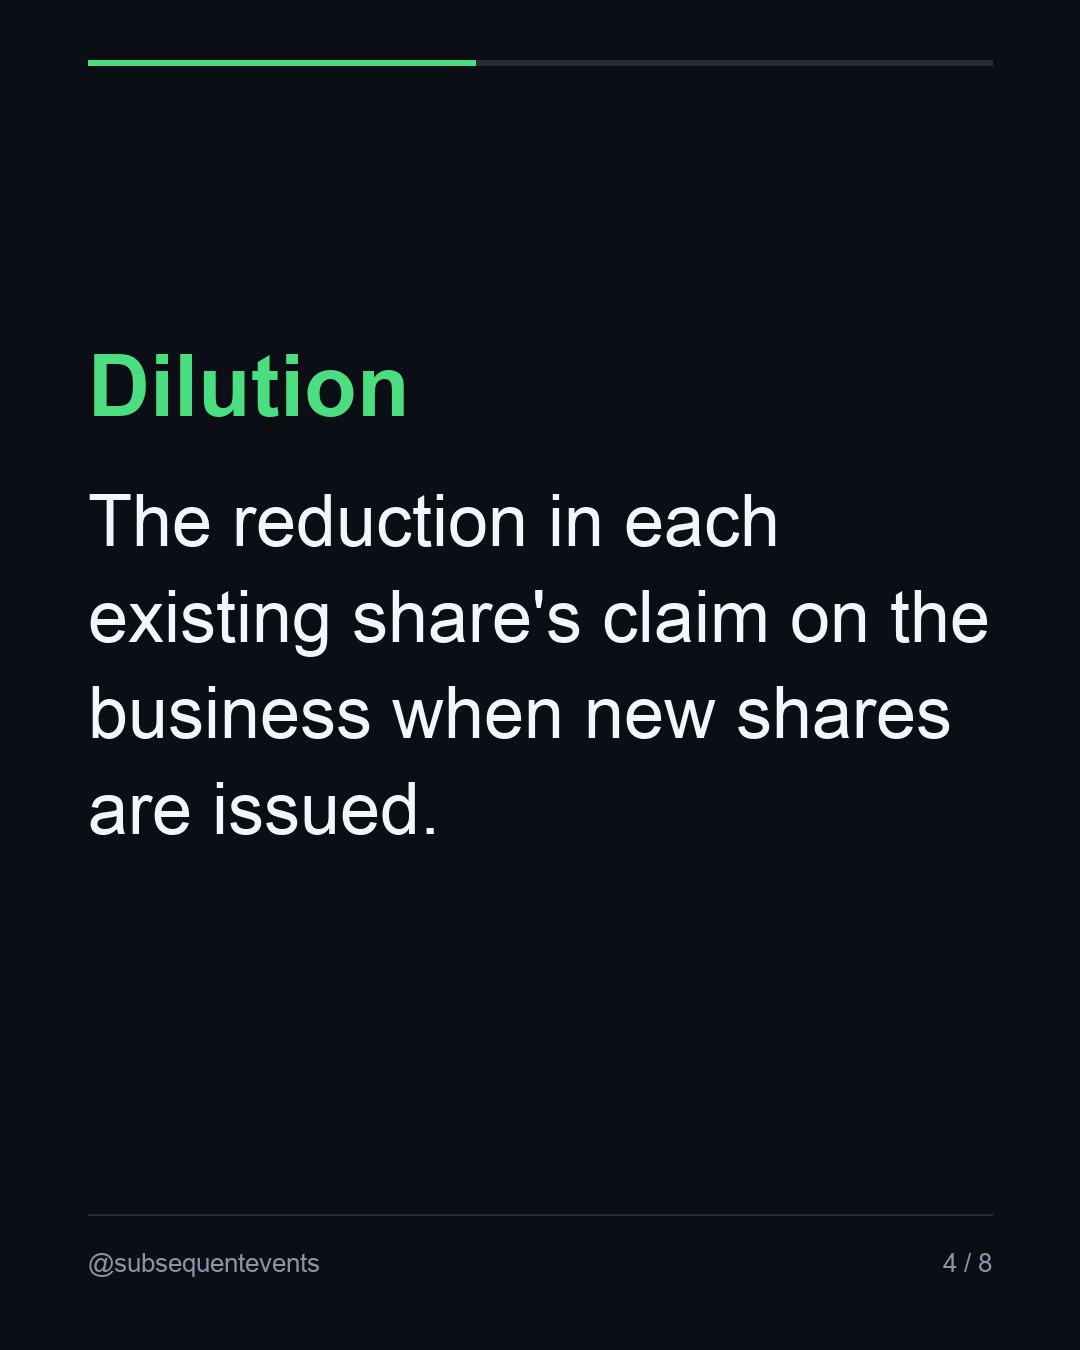 Dilution
The reduction in each
existing share's claim on the
business when new shares
are issued.
@subsequentevents
4 / 8